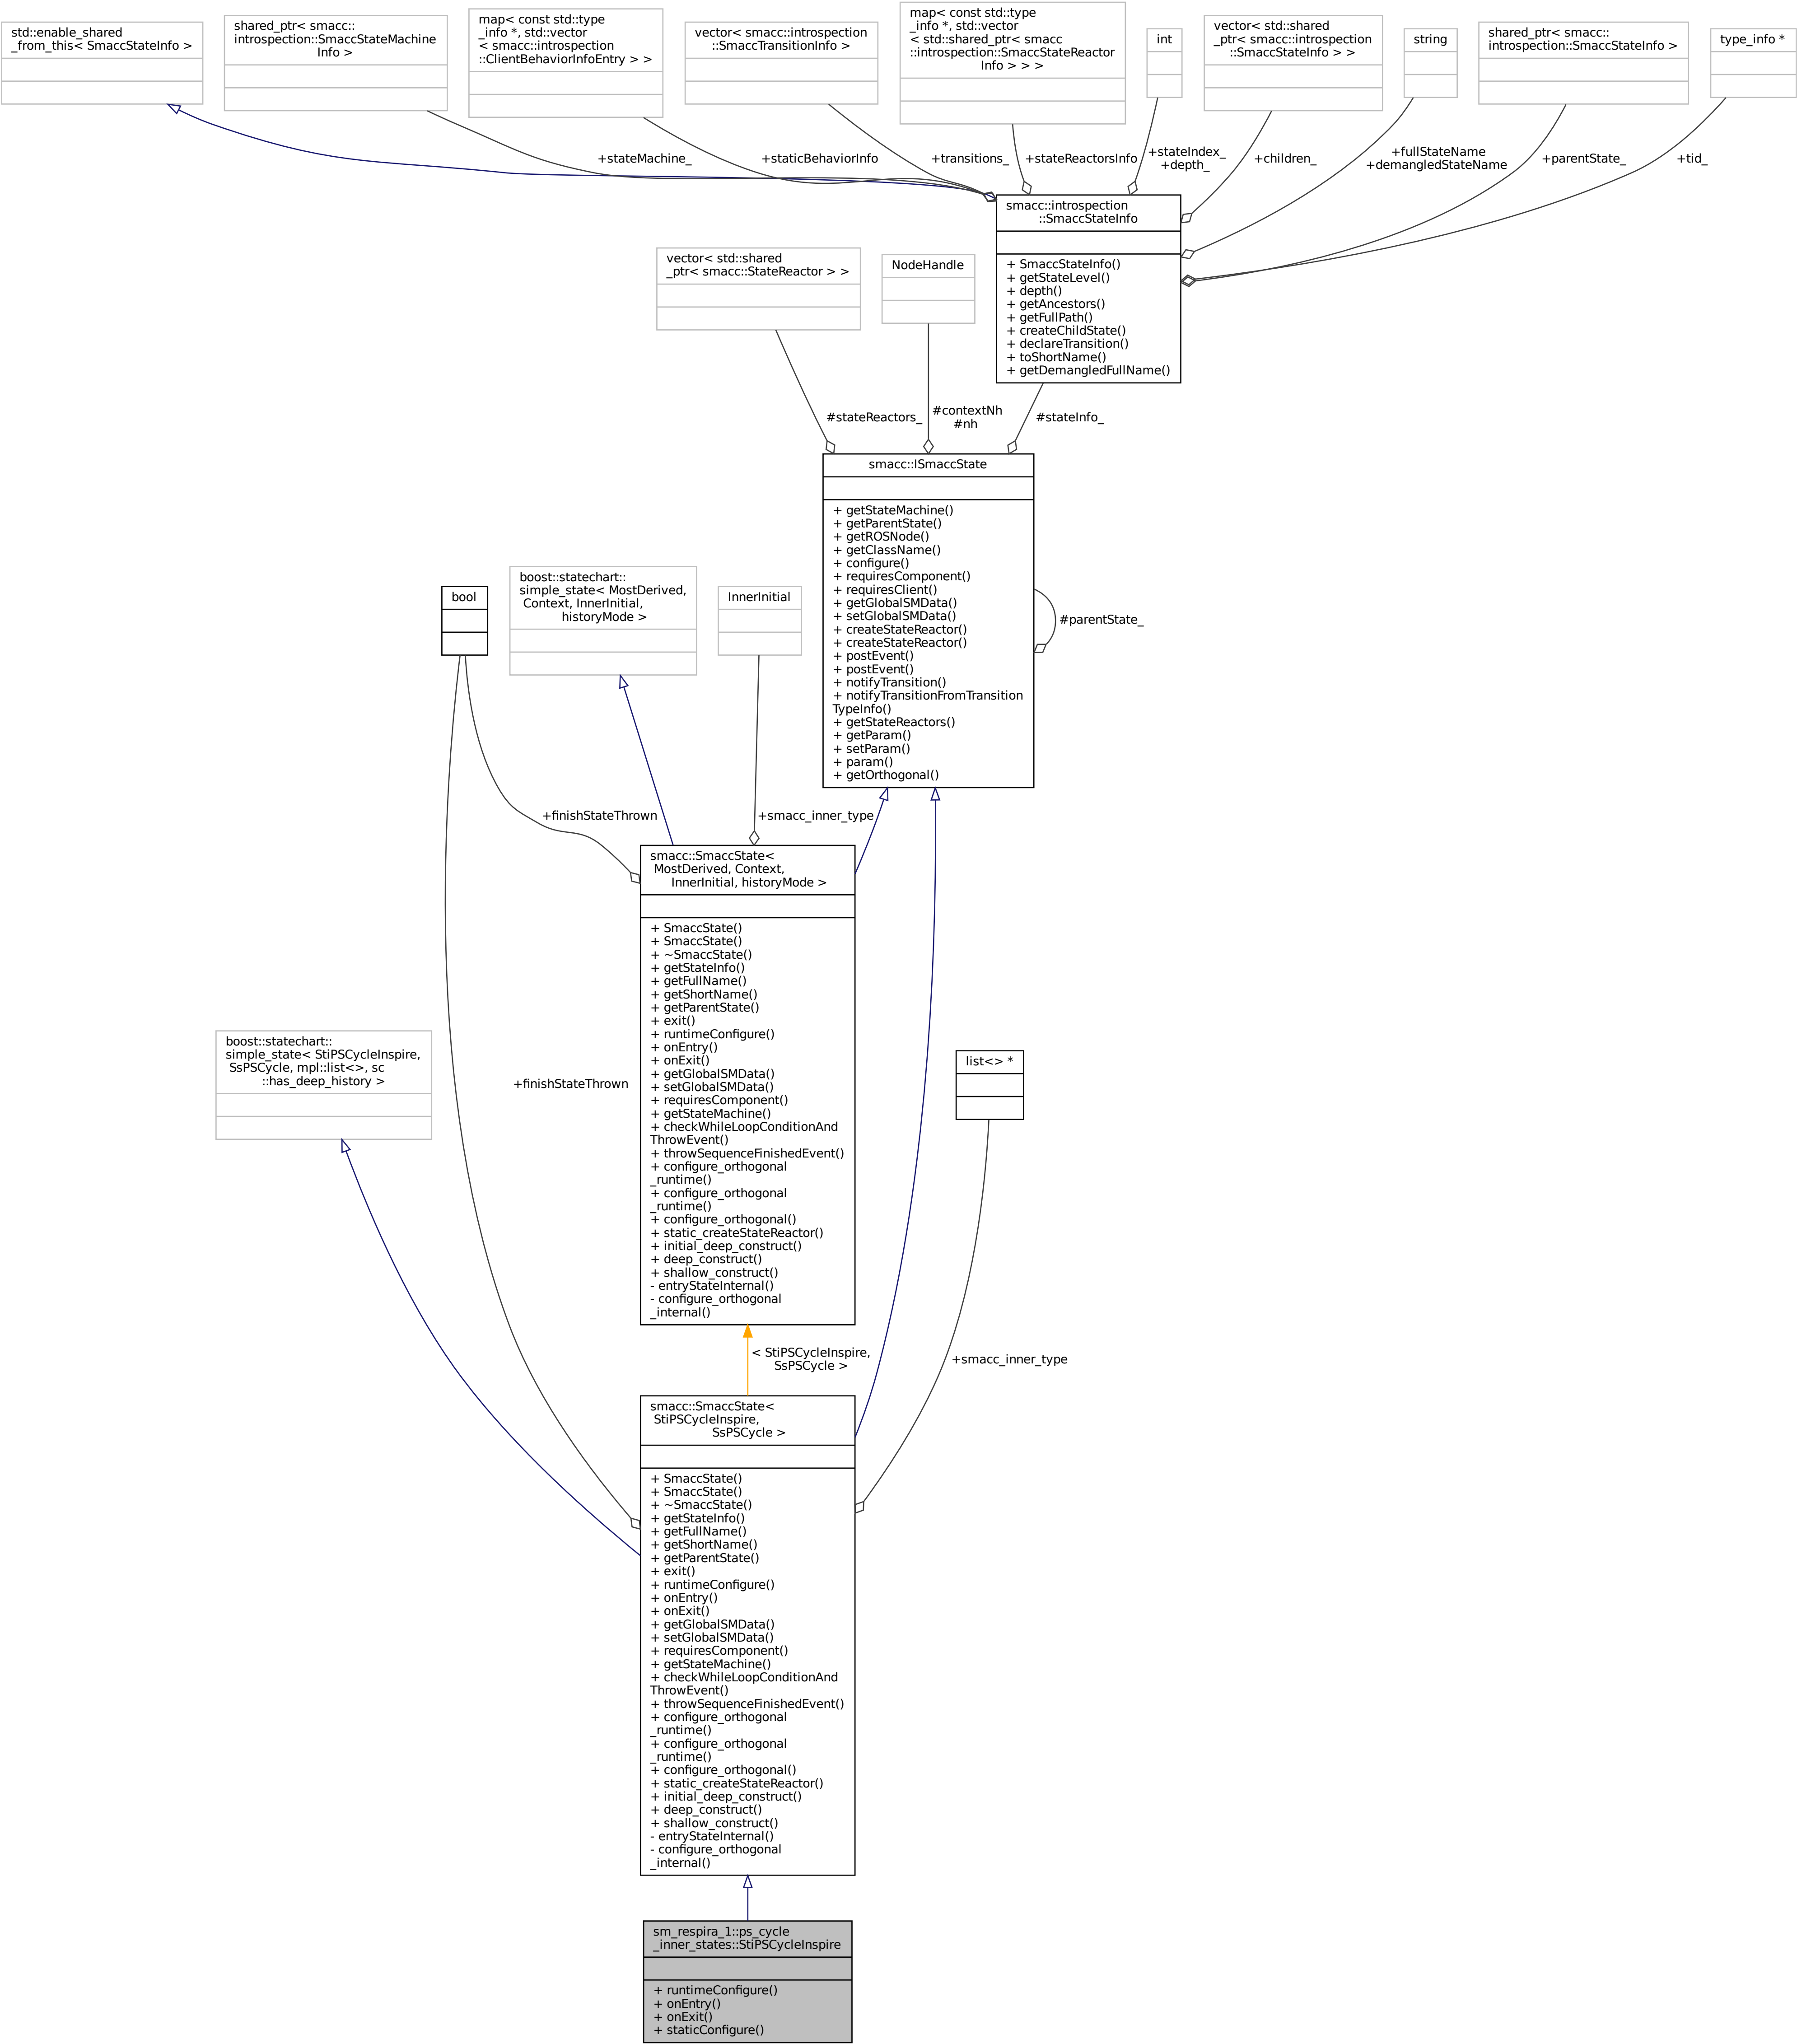 std::enable_shared
_from_this< SmaccStateInfo >
shared_ptr< smacc::
introspection::SmaccStateMachine
Info >
map< const std::type
_info *, std::vector
< smacc::introspection
::ClientBehaviorInfoEntry > >
vector< smacc::introspection
::SmaccTransitionInfo >
map< const std::type
_info *, std::vector
< std::shared_ptr< smacc
::introspection::SmaccStateReactor
Info > > >
int
vector< std::shared
_ptr< smacc::introspection
::SmaccStateInfo > >
string
shared_ptr< smacc::
introspection::SmaccStateInfo >
type_info *
+stateMachine_
+staticBehaviorInfo
+transitions_
+stateReactorsInfo
+stateIndex_
+depth_
+children_
+fullStateName
+demangledStateName
+parentState_
+tid_
smacc::introspection
::SmaccStateInfo
+ SmaccStateInfo()
+ getStateLevel()
+ depth()
+ getAncestors()
+ getFullPath()
+ createChildState()
+ declareTransition()
+ toShortName()
+ getDemangledFullName()
vector< std::shared
_ptr< smacc::StateReactor > >
NodeHandle
#stateReactors_
#contextNh
#nh
#stateInfo_
smacc::ISmaccState
+ getStateMachine()
+ getParentState()
+ getROSNode()
+ getClassName()
+ configure()
+ requiresComponent()
+ requiresClient()
+ getGlobalSMData()
+ setGlobalSMData()
+ createStateReactor()
+ createStateReactor()
+ postEvent()
+ postEvent()
+ notifyTransition()
+ notifyTransitionFromTransition
TypeInfo()
+ getStateReactors()
+ getParam()
+ setParam()
+ param()
+ getOrthogonal()
#parentState_
bool
boost::statechart::
simple_state< MostDerived,
Context, InnerInitial,
historyMode >
InnerInitial
+finishStateThrown
+smacc_inner_type
smacc::SmaccState<
MostDerived, Context,
InnerInitial, historyMode >
+ SmaccState()
+ SmaccState()
+ ~SmaccState()
+ getStateInfo()
+ getFullName()
+ getShortName()
+ getParentState()
+ exit()
+ runtimeConfigure()
+ onEntry()
+ onExit()
+ getGlobalSMData()
+ setGlobalSMData()
+ requiresComponent()
+ getStateMachine()
+ checkWhileLoopConditionAnd
ThrowEvent()
+ throwSequenceFinishedEvent()
+ configure_orthogonal
_runtime()
+ configure_orthogonal
_runtime()
+ configure_orthogonal()
+ static_createStateReactor()
+ initial_deep_construct()
+ deep_construct()
+ shallow_construct()
- entryStateInternal()
- configure_orthogonal
_internal()
boost::statechart::
simple_state< StiPSCycleInspire,
SsPSCycle, mpl::list<>, sc
::has_deep_history >
+finishStateThrown
list<> *
< StiPSCycleInspire,
SsPSCycle >
+smacc_inner_type
smacc::SmaccState<
StiPSCycleInspire,
SsPSCycle >
+ SmaccState()
+ SmaccState()
+ ~SmaccState()
+ getStateInfo()
+ getFullName()
+ getShortName()
+ getParentState()
+ exit()
+ runtimeConfigure()
+ onEntry()
+ onExit()
+ getGlobalSMData()
+ setGlobalSMData()
+ requiresComponent()
+ getStateMachine()
+ checkWhileLoopConditionAnd
ThrowEvent()
+ throwSequenceFinishedEvent()
+ configure_orthogonal
_runtime()
+ configure_orthogonal
_runtime()
+ configure_orthogonal()
+ static_createStateReactor()
+ initial_deep_construct()
+ deep_construct()
+ shallow_construct()
- entryStateInternal()
- configure_orthogonal
_internal()
sm_respira_1::ps_cycle
_inner_states::StiPSCycleInspire
+ runtimeConfigure()
+ onEntry()
+ onExit()
+ staticConfigure()